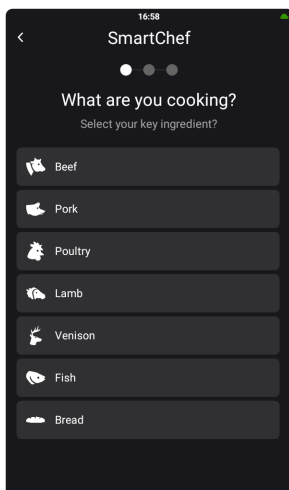 16:58
SmartChef
What are you cooking?
Select your key ingredient?
Beef
Pork
Poultry
Lamb
Venison
Fish
Bread